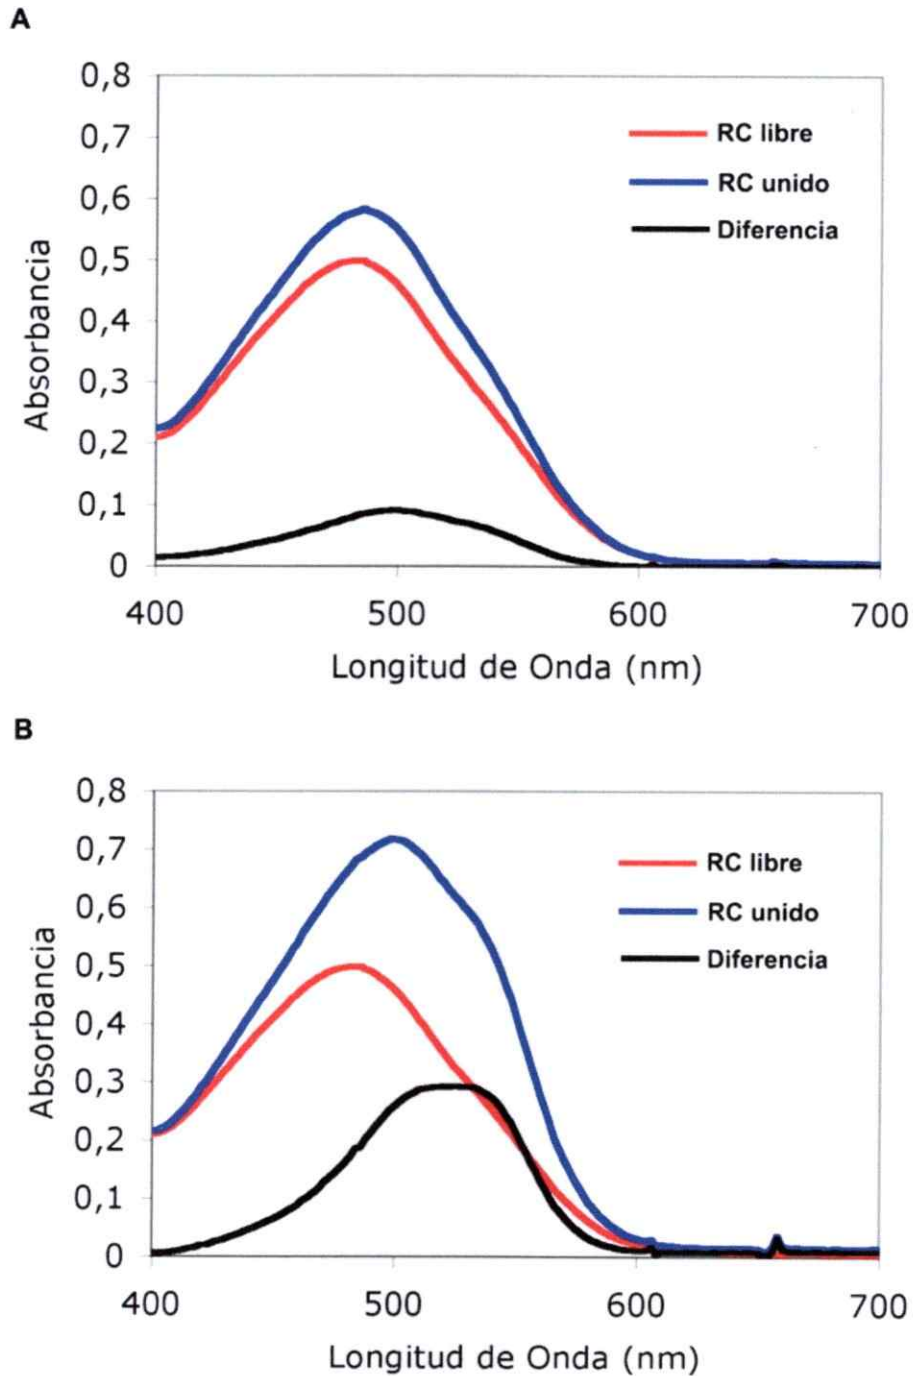 A
0,8
0,7
0,6
0,5
0,4
0,3
0,2
0,1
0
Absorbancia
RC libre
RC unido
Diferencia
400 500 600 700
Longitud de Onda (nm)
B
0,8
0,7
0,6
0,5
0,4
0,3
0,2
0,1
0
Absorbancia
RC libre
RC unido
Diferencia
400 500 600 700
Longitud de Onda (nm)